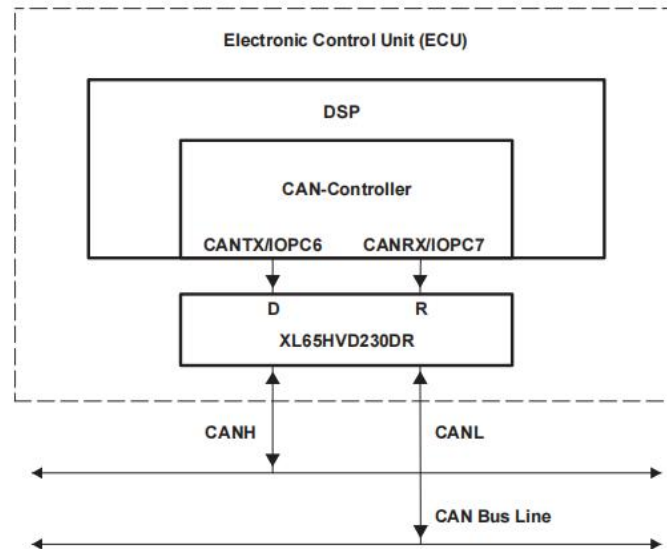 Electronic Control Unit (ECU)
DSP
CAN-Controller
CANTX/IOPC6 CANRX/IOPC7
D R
XL65HVD230DR
CANH CANL
CAN Bus Line